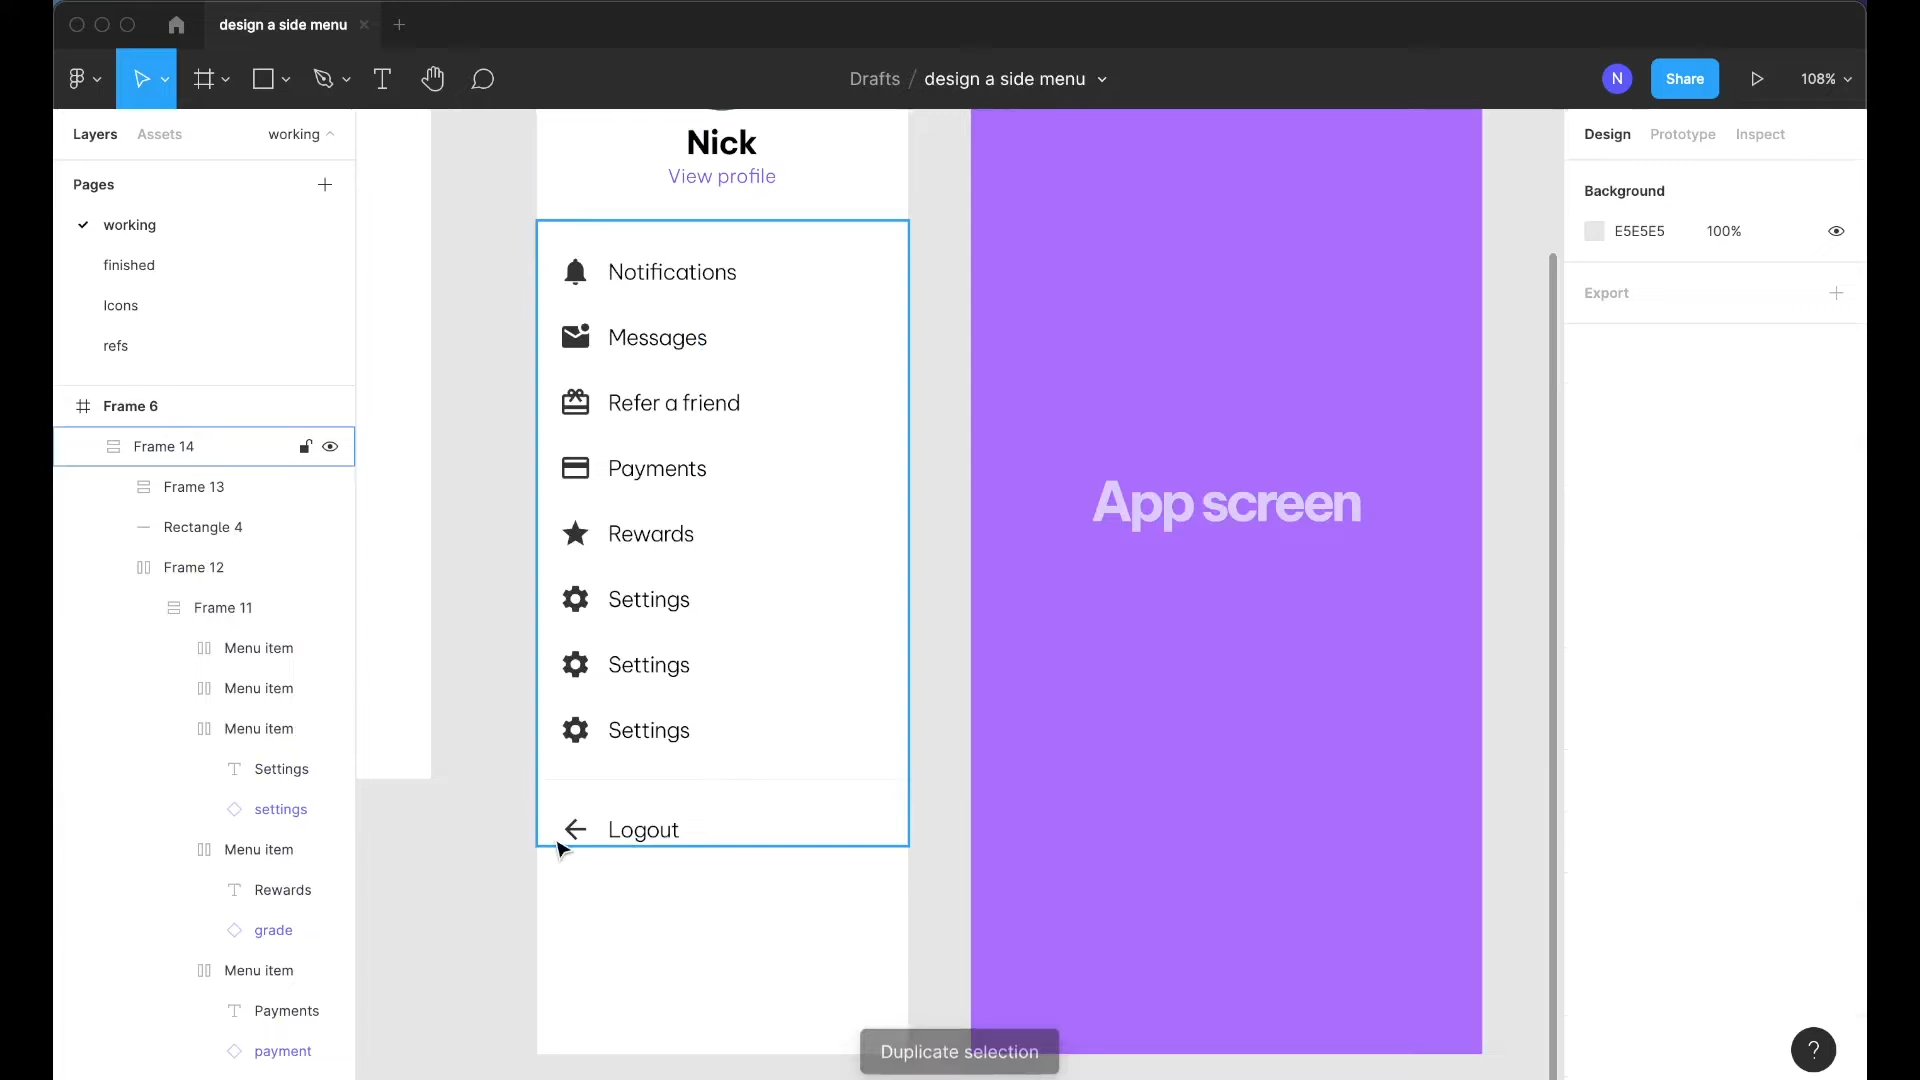 design a side menu
Drafts / design a side menu
N
Share
108%
Layers
Assets
working
Pages
working
finished
Icons
refs
Frame 6
Frame 14
Frame 13
Rectangle 4
Frame 12
Frame 11
Menu item
Menu item
Menu item
Settings
settings
Menu item
Rewards
grade
Menu item
Payments
payment
Nick
View profile
Notifications
Messages
Refer a friend
Payments
Rewards
Settings
Settings
Settings
Logout
App screen
Duplicate selection
Design
Prototype
Inspect
Background
E5E5E5
100%
Export
?